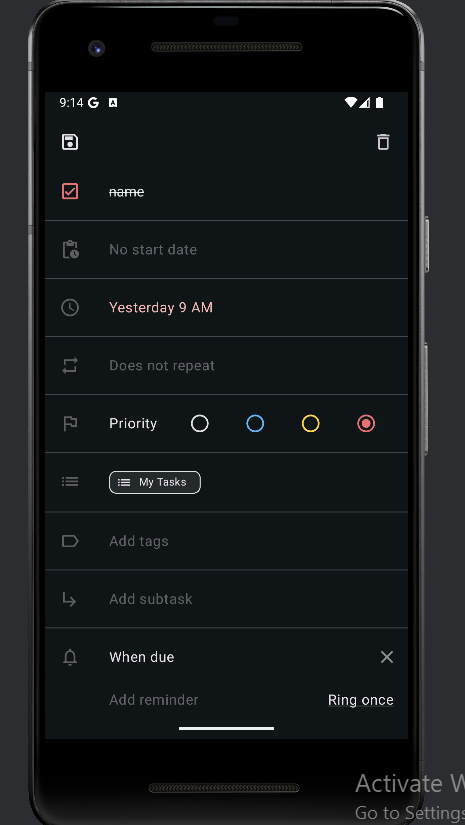 9:14 G A
name
No start date
Yesterday 9 AM
Does not repeat
Priority
My Tasks
Add tags
Add subtask
When due
Add reminder Ring once
Activate W
Go to Settings